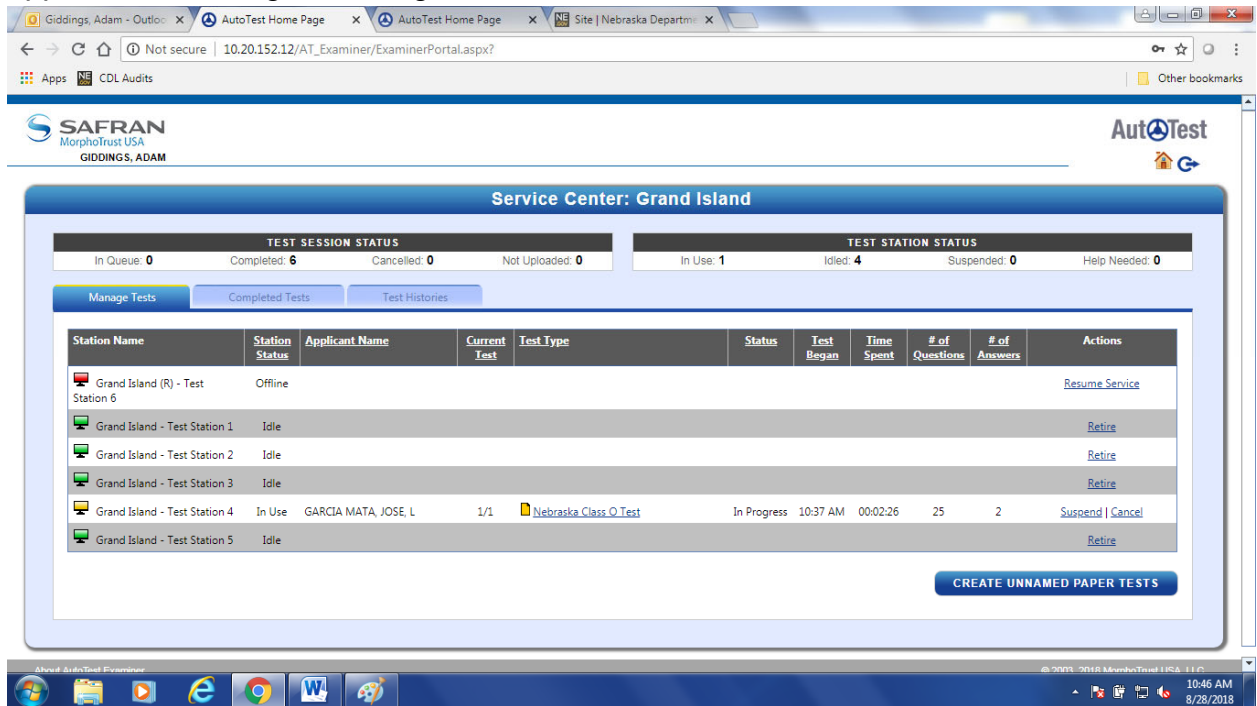 Giddings, Adam - Outloo
AutoTest Home Page
AutoTest Home Page
Site | Nebraska Departme
Not secure | 10.20.152.12/AT_Examiner/ExaminerPortal.aspx?
Apps
CDL Audits
Other bookmarks
SAFRAN
MorphoTrust USA
GIDDINGS, ADAM
AutoTest
Service Center: Grand Island
TEST SESSION STATUS
In Queue: 0 Completed: 6 Cancelled: 0 Not Uploaded: 0
TEST STATION STATUS
In Use: 1 Idled: 4 Suspended: 0 Help Needed: 0
Manage Tests Completed Tests Test Histories
Station Name Station Status Applicant Name Current Test Test Type Status Test Began Time Spent # of Questions # of Answers Actions
Grand Island (R) - Test Station 6 Offline Resume Service
Grand Island - Test Station 1 Idle Retire
Grand Island - Test Station 2 Idle Retire
Grand Island - Test Station 3 Idle Retire
Grand Island - Test Station 4 In Use GARCIA MATA, JOSE, L 1/1 Nebraska Class O Test In Progress 10:37 AM 00:02:26 25 2 Suspend | Cancel
Grand Island - Test Station 5 Idle Retire
CREATE UNNAMED PAPER TESTS
About AutoTest Examiner
© 2003, 2018 MorphoTrust USA, LLC
10:46 AM
8/28/2018